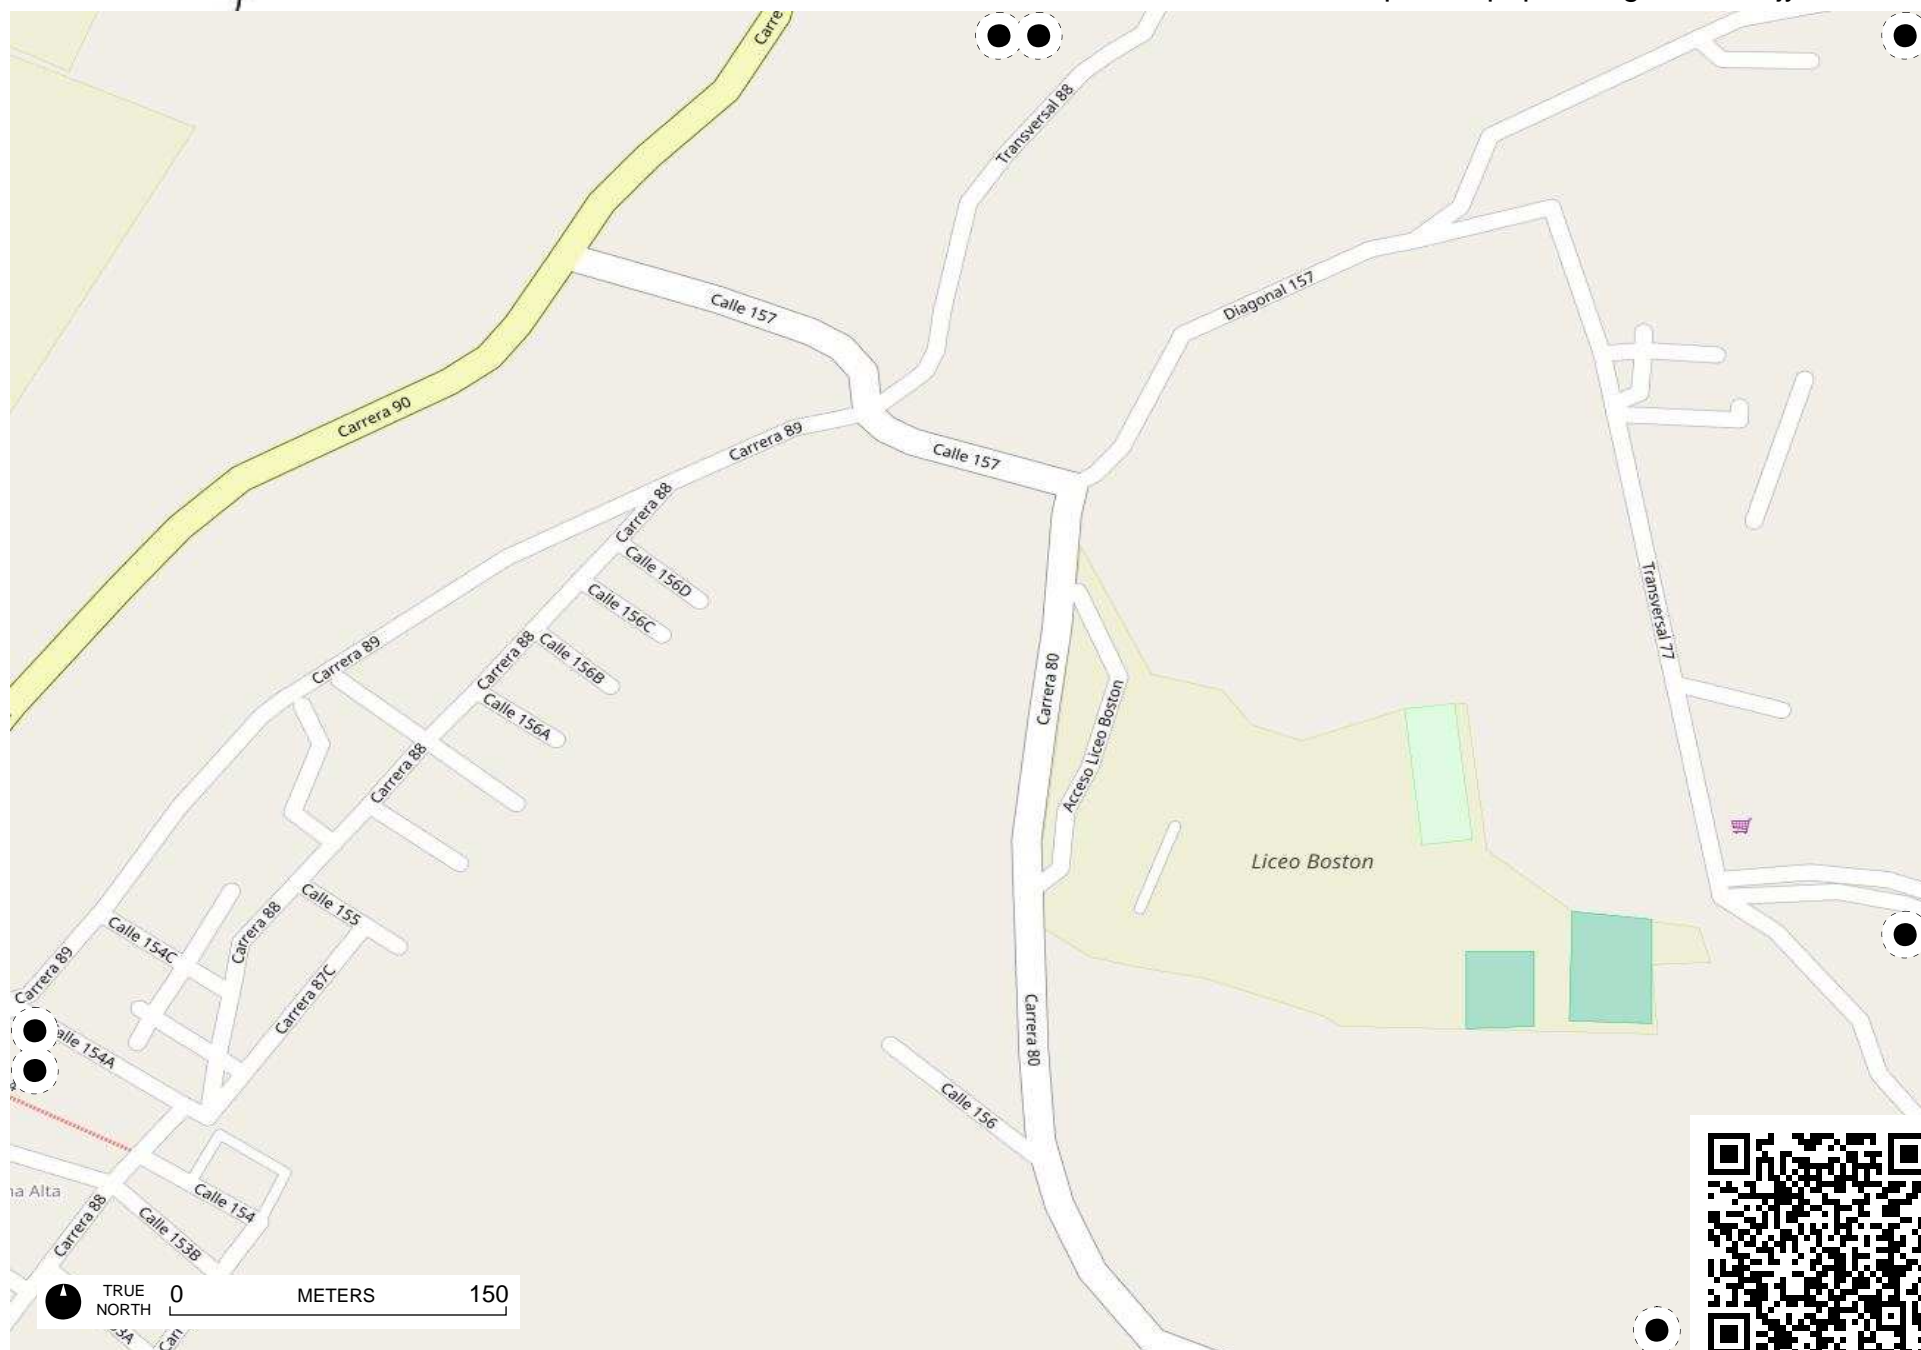 Transversal 88
Calle 157
Diagonal 157
Carrera 90
Carrera 89
Calle 157
Carrera 88
Calle 156D
Calle 156C
Carrera 88
Calle 156B
Carrera 89
Calle 156A
Transversal 77
Carrera 80
Acceso Liceo Boston
Carrera 88
Liceo Boston
Calle 155
Carrera 88
Calle 154C
Carrera 89
Carrera 87C
Carrera 80
alle 154A
Calle 156
na Alta
Calle 154
Carrera 88
Calle 153B
TRUE
NORTH
0 METERS 150